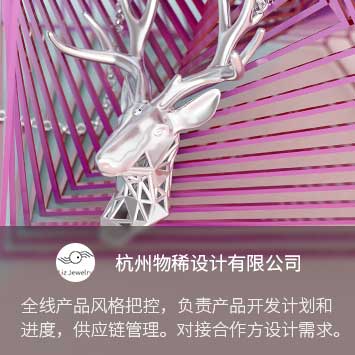 杭州物稀设计有限公司
Liz.Jewelry
全线产品风格把控，负责产品开发计划和
进度，供应链管理。对接合作方设计需求。